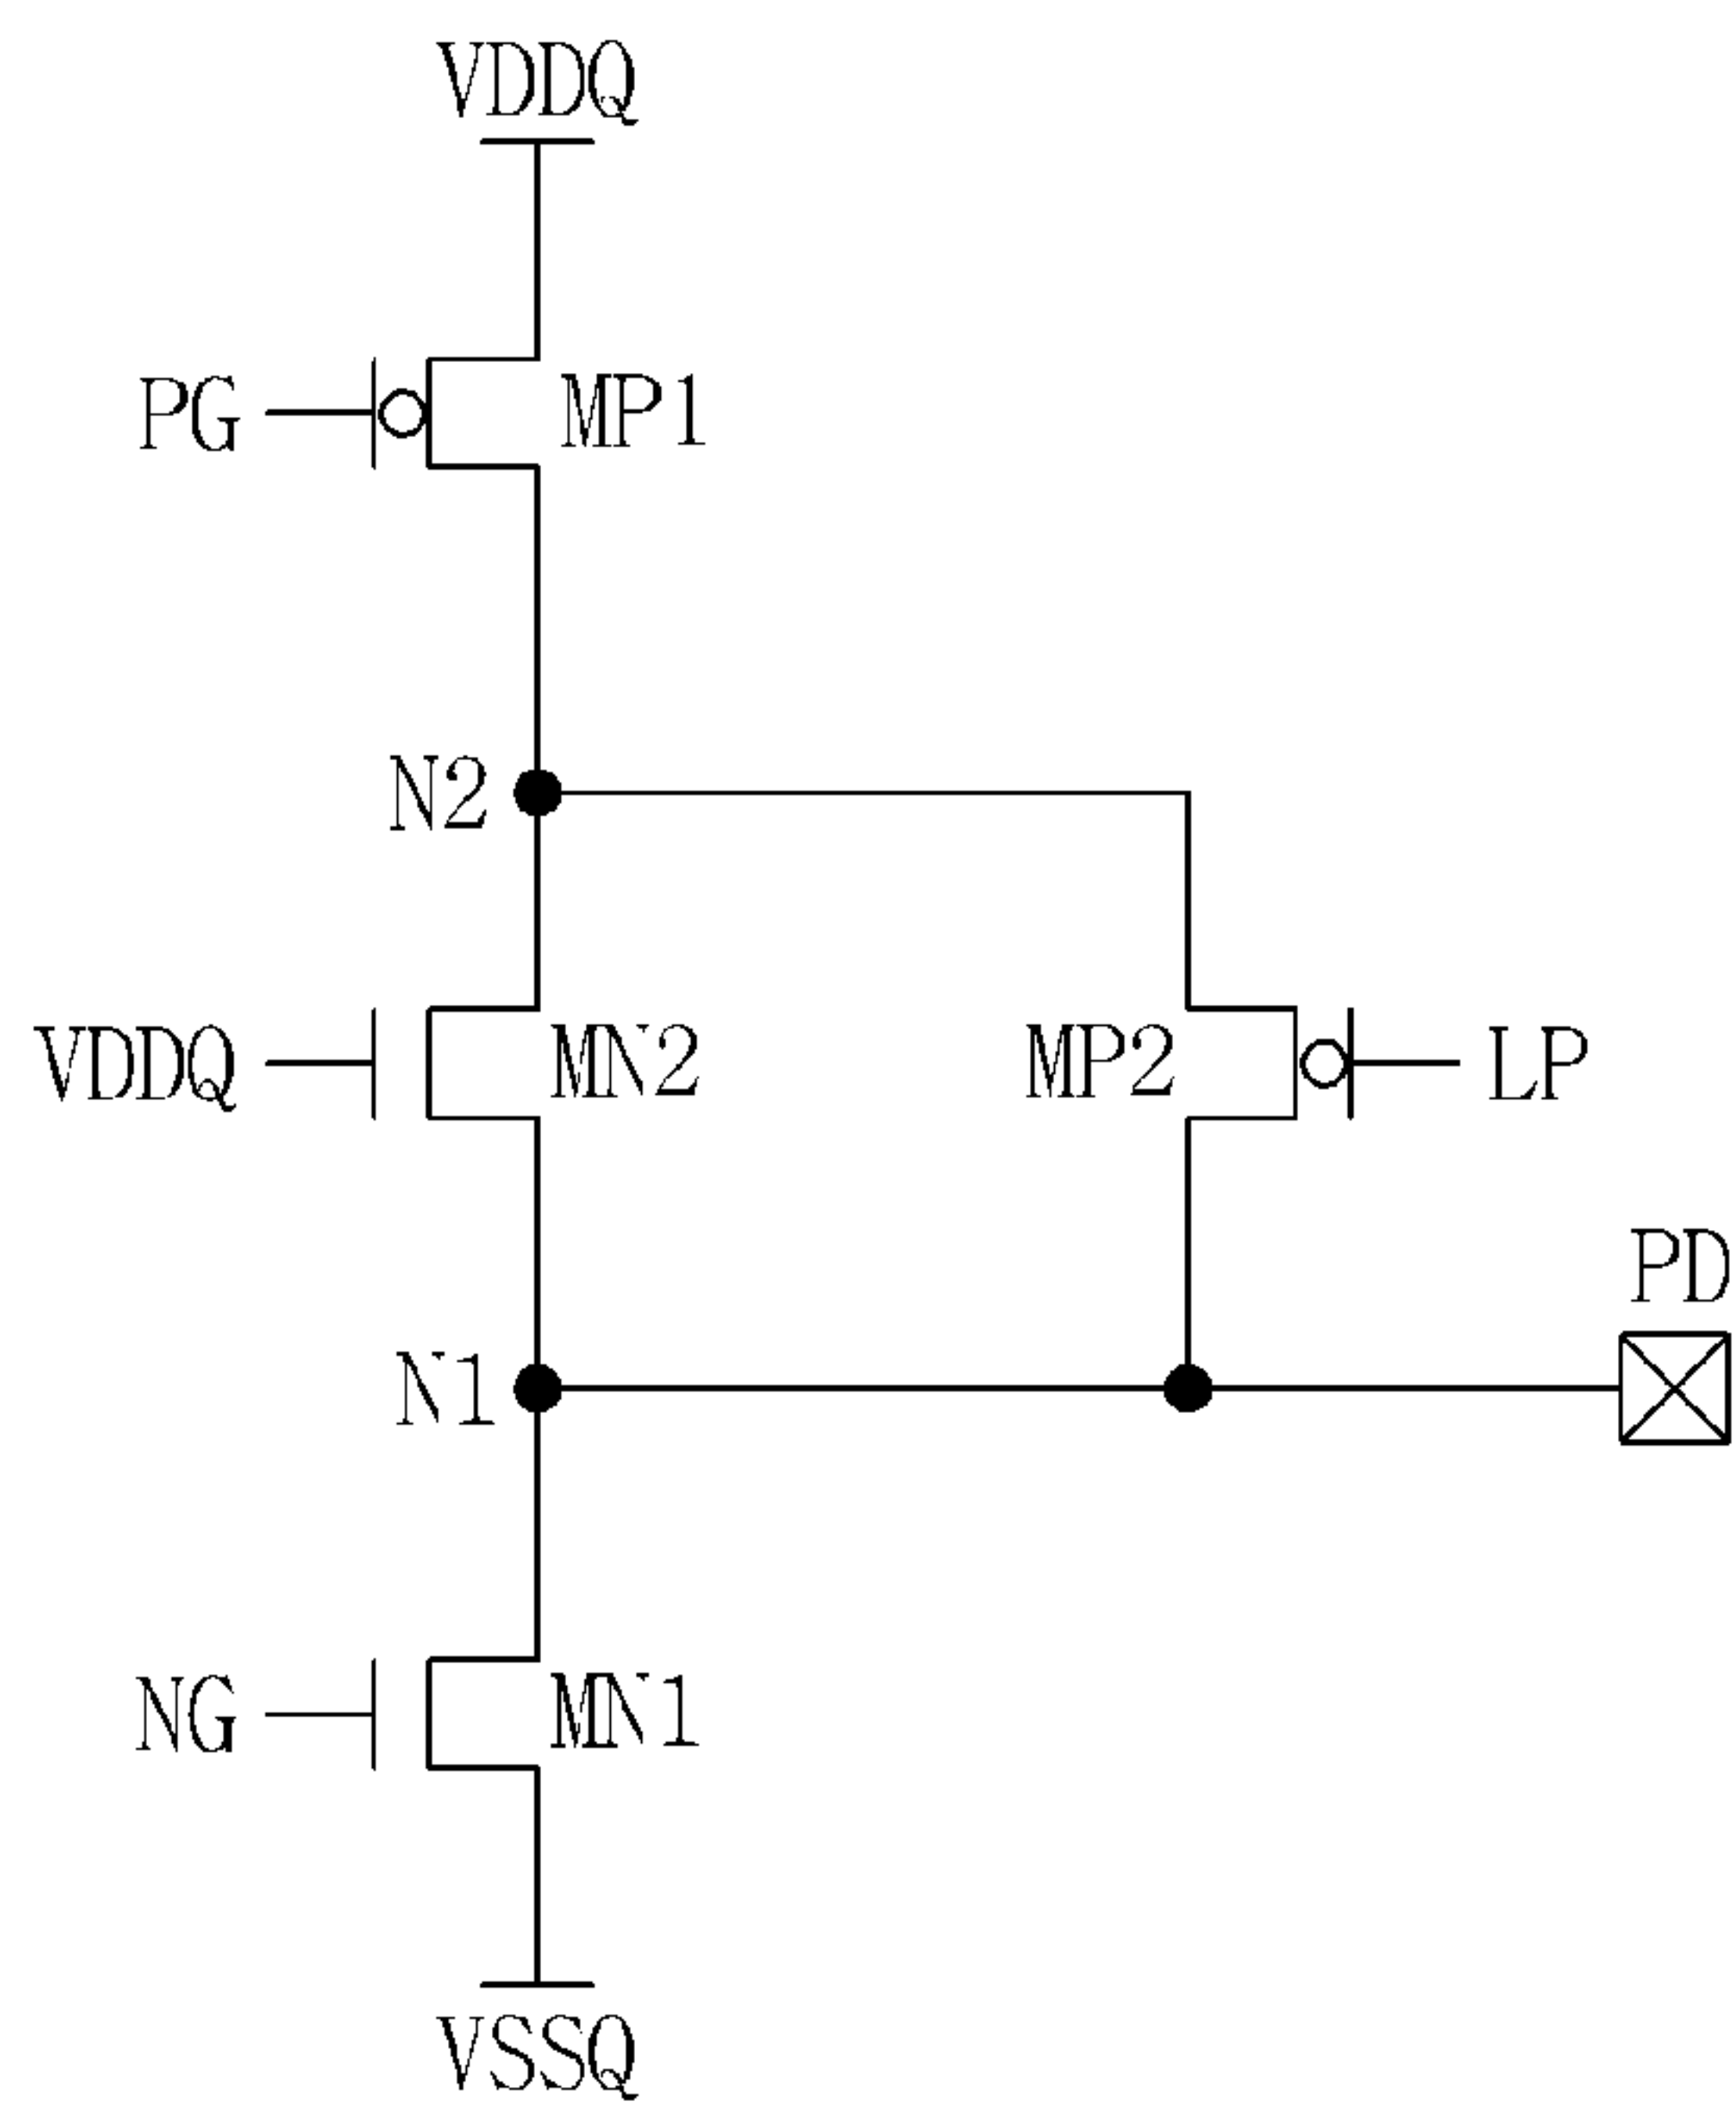 VDDQ
PG
MP1
N2
VDDQ
MN2
MP2
LP
PD
N1
NG
MN1
VSSQ